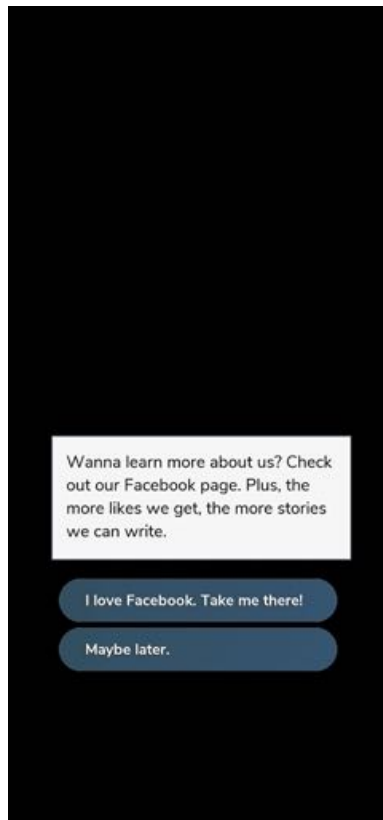 Wanna learn more about us? Check
out our Facebook page. Plus, the
more likes we get, the more stories
we can write.
I love Facebook. Take me there!
Maybe later.